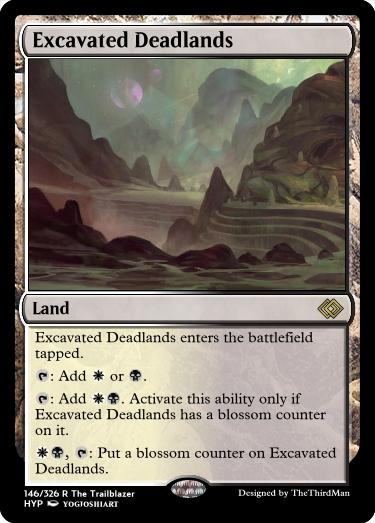 Excavated Deadlands
Land
Excavated Deadlands enters the battlefield
tapped.
: Add or .
: Add . Activate this ability only if
Excavated Deadlands has a blossom counter
on it.
, : Put a blossom counter on Excavated
Deadlands.
146/326 R The Trailblazer
HYP YOGJOSHIART
Designed by TheThirdMan